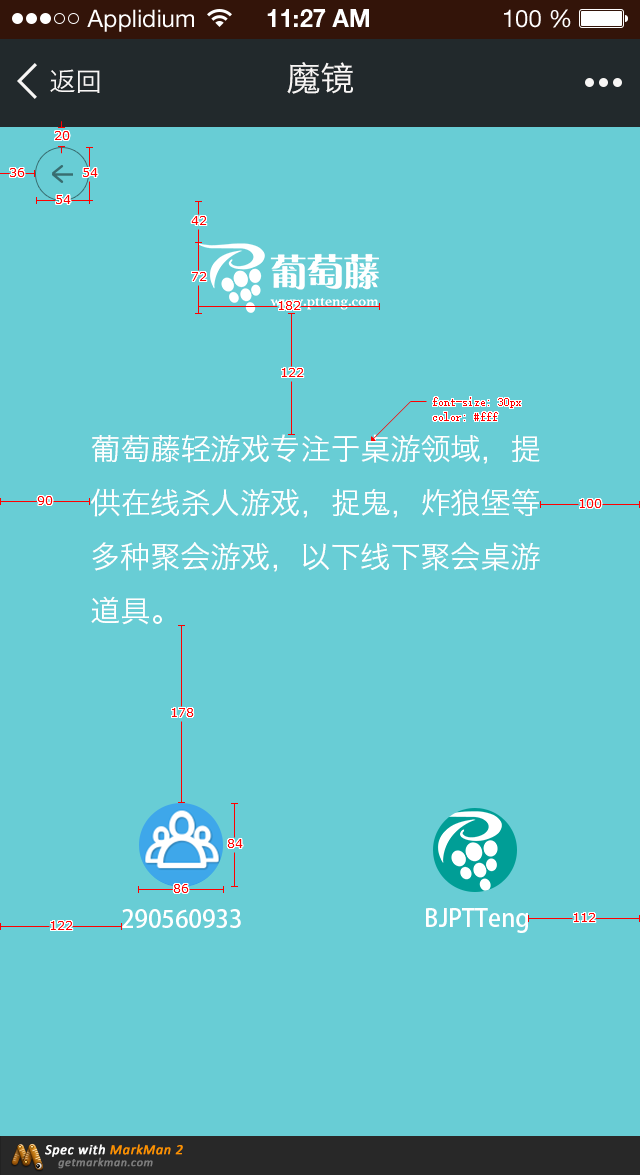 Applidium 11:27 AM 100 %
返回 魔镜
20
36
54
54
42
72
葡萄藤
www.ptteng.com
182
122
font-size: 30px
color: #fff
葡萄藤轻游戏专注于桌游领域，提
供在线杀人游戏，捉鬼，炸狼堡等
多种聚会游戏，以下线下聚会桌游
道具。
90
100
178
84
86
290560933
BJPTTeng
122
112
Spec with MarkMan 2
getmarkman.com